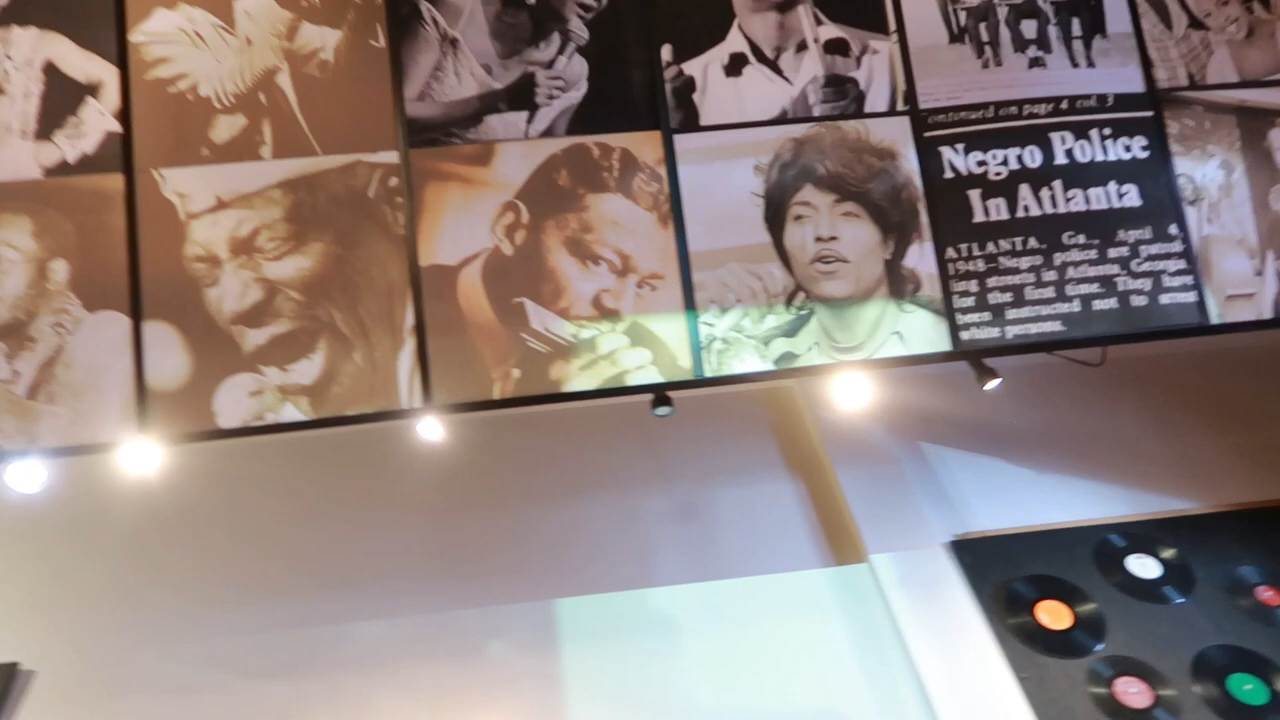 continued on page 4 col. 3
Negro Police
In Atlanta
ATLANTA, Ga., April 4,
1948–Negro police are patrol-
ling streets in Atlanta, Georgia
for the first time. They have
been instructed not to arrest
white persons.